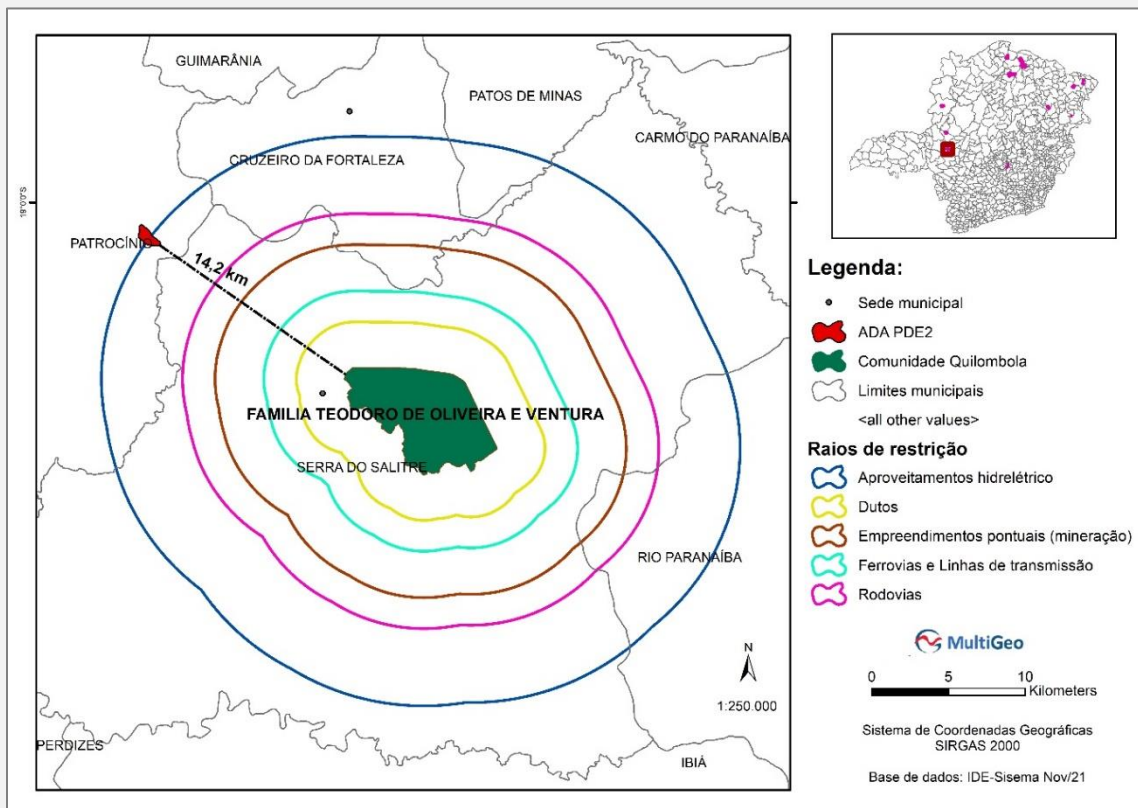 GUIMARÂNIA
PATOS DE MINAS
CARMO DO PARANAÍBA
CRUZEIRO DA FORTALEZA
18°0'0"S
PATROCÍNIO
14,2 km
FAMILIA TEODORO DE OLIVEIRA E VENTURA
SERRA DO SALITRE
RIO PARANAÍBA
N
1:250.000
PERDIZES
IBIÁ
Legenda:
Sede municipal
ADA PDE2
Comunidade Quilombola
Limites municipais
<all other values>
Raios de restrição
Aproveitamentos hidrelétrico
Dutos
Empreendimentos pontuais (mineração)
Ferrovias e Linhas de transmissão
Rodovias
MultiGeo
0 5 10
Kilometers
Sistema de Coordenadas Geográficas
SIRGAS 2000
Base de dados: IDE-Sisema Nov/21